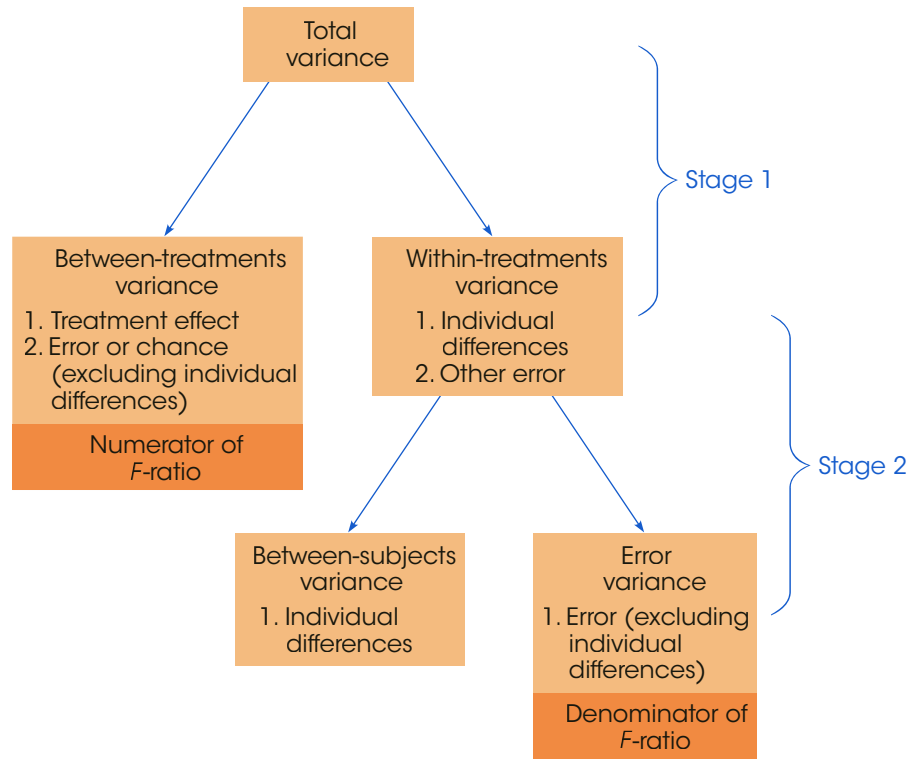 Total
variance
Stage 1
Between-treatments
variance
1. Treatment effect
2. Error or chance
(excluding individual
differences)
Numerator of
F-ratio
Within-treatments
variance
1. Individual
differences
2. Other error
Stage 2
Between-subjects
variance
1. Individual
differences
Error
variance
1. Error (excluding
individual
differences)
Denominator of
F-ratio